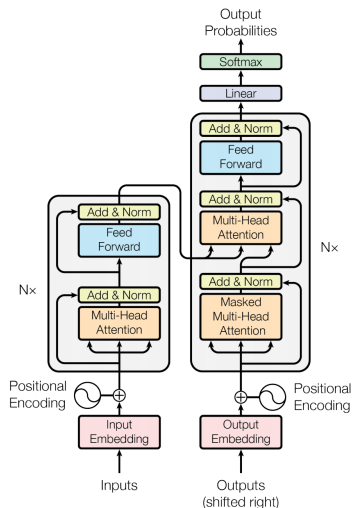 Output
Probabilities
Softmax
Linear
Add & Norm
Feed
Forward
Add & Norm
Multi-Head
Attention
Add & Norm
Masked
Multi-Head
Attention
N×
Add & Norm
Feed
Forward
Add & Norm
Multi-Head
Attention
N×
Positional
Encoding
Positional
Encoding
Input
Embedding
Output
Embedding
Inputs
Outputs
(shifted right)